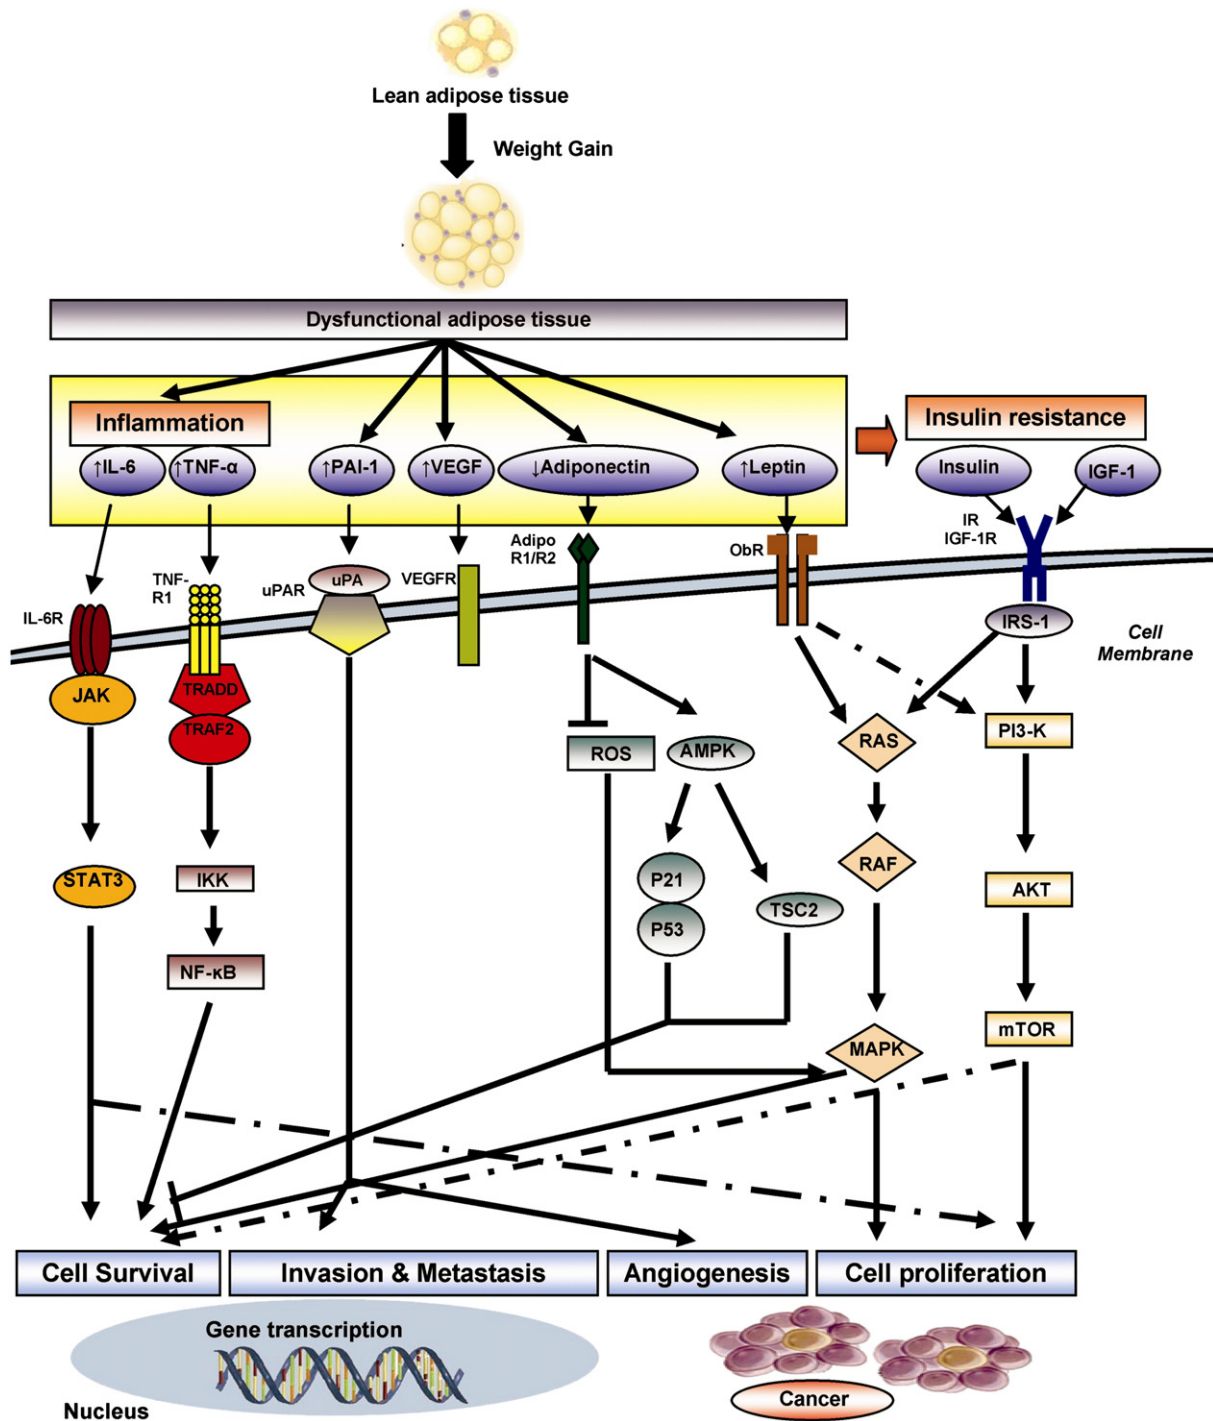 Lean adipose tissue
Weight Gain
Dysfunctional adipose tissue
Inflammation
Insulin resistance
↑IL-6
↑TNF-α
↑PAI-1
↑VEGF
↓Adiponectin
↑Leptin
Insulin
IGF-1
IR
IGF-1R
Adipo
R1/R2
ObR
TNF-
R1
uPAR
uPA
VEGFR
IL-6R
IRS-1
Cell
Membrane
JAK
TRADD
TRAF2
ROS
AMPK
RAS
PI3-K
STAT3
IKK
P21
RAF
AKT
P53
TSC2
NF-κB
MAPK
mTOR
Cell Survival
Invasion & Metastasis
Angiogenesis
Cell proliferation
Gene transcription
Nucleus
Cancer